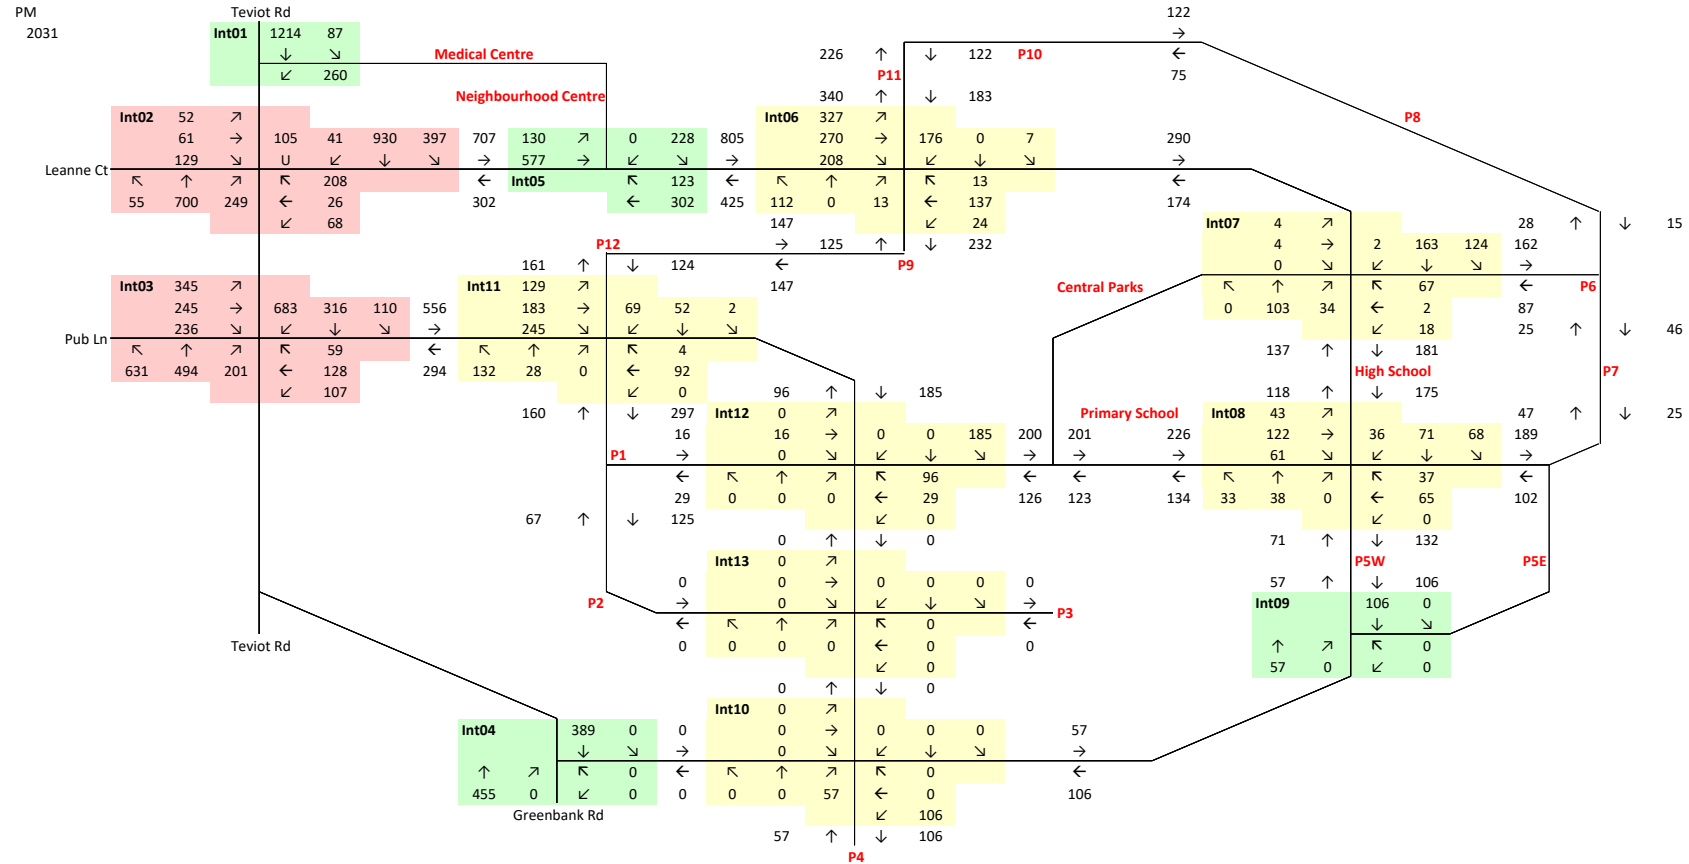 PM Teviot Rd 122
2031 Int01 1214 87 →
↓ ↘ Medical Centre 226 ↑ ↓ 122 P10 ←
↙ 260 P11 75
Neighbourhood Centre 340 ↑ ↓ 183
Int02 52 ↗ Int06 327 ↗ P8
61 → 105 41 930 397 707 130 ↗ 0 228 805 270 → 176 0 7 290
129 ↘ U ↙ ↓ ↘ → 577 → ↙ ↘ → 208 ↘ ↙ ↓ ↘ →
Leanne Ct
↖ ↑ ↗ ↖ 208 ← Int05 ↖ 123 ← ↖ ↑ ↗ ↖ 13 ←
55 700 249 ← 26 302 ← 302 425 112 0 13 ← 137 174
↙ 68 147 ↙ 24 Int07 4 ↗ 28 ↑ ↓ 15
P12 → 125 ↑ ↓ 232 4 → 2 163 124 162
161 ↑ ↓ 124 ← P9 0 ↘ ↙ ↓ ↘ →
Int03 345 ↗ Int11 129 ↗ 147 Central Parks ↖ ↑ ↗ ↖ 67 ← P6
245 → 683 316 110 556 183 → 69 52 2 0 103 34 ← 2 87
236 ↘ ↙ ↓ ↘ → 245 ↘ ↙ ↓ ↘ ↙ 18 25 ↑ ↓ 46
Pub Ln
↖ ↑ ↗ ↖ 59 ← ↖ ↑ ↗ ↖ 4 137 ↑ ↓ 181
631 494 201 ← 128 294 132 28 0 ← 92 High School P7
↙ 107 ↙ 0 96 ↑ ↓ 185 118 ↑ ↓ 175
160 ↑ ↓ 297 Int12 0 ↗ Primary School Int08 43 ↗ 47 ↑ ↓ 25
16 16 → 0 0 185 200 201 226 122 → 36 71 68 189
P1 → 0 ↘ ↙ ↓ ↘ → → → 61 ↘ ↙ ↓ ↘ →
← ↖ ↑ ↗ ↖ 96 ← ← ← ↖ ↑ ↗ ↖ 37 ←
29 0 0 0 ← 29 126 123 134 33 38 0 ← 65 102
67 ↑ ↓ 125 ↙ 0 ↙ 0
0 ↑ ↓ 0 71 ↑ ↓ 132
Int13 0 ↗ P5W P5E
0 0 → 0 0 0 0 57 ↑ ↓ 106
P2 → 0 ↘ ↙ ↓ ↘ → P3 Int09 106 0
← ↖ ↑ ↗ ↖ 0 ← ↓ ↘
0 0 0 0 ← 0 0 ↑ ↗ ↖ 0
Teviot Rd
↙ 0 57 0 ↙ 0
0 ↑ ↓ 0
Int10 0 ↗
Int04 389 0 0 0 → 0 0 0 57
↓ ↘ → 0 ↘ ↙ ↓ ↘ →
↑ ↗ ↖ 0 ← ↖ ↑ ↗ ↖ 0 ←
455 0 ↙ 0 0 0 0 57 ← 0 106
Greenbank Rd ↙ 106
57 ↑ ↓ 106
P4